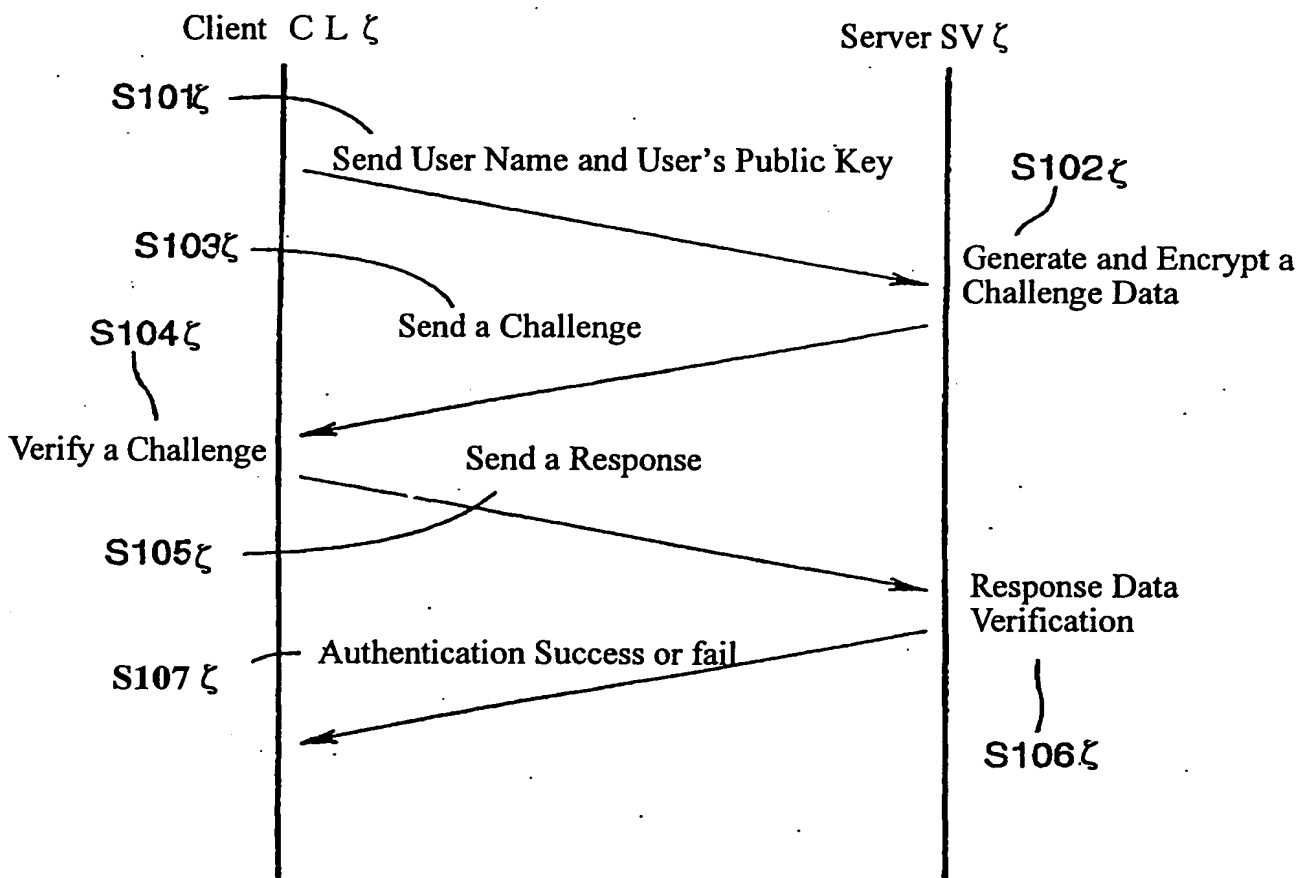 Client C L ζ
Server SV ζ
S101ζ
Send User Name and User's Public Key
S102ζ
S103ζ
Generate and Encrypt a
Challenge Data
Send a Challenge
S104ζ
Verify a Challenge
Send a Response
S105ζ
Response Data
Verification
Authentication Success or fail
S107 ζ
S106ζ